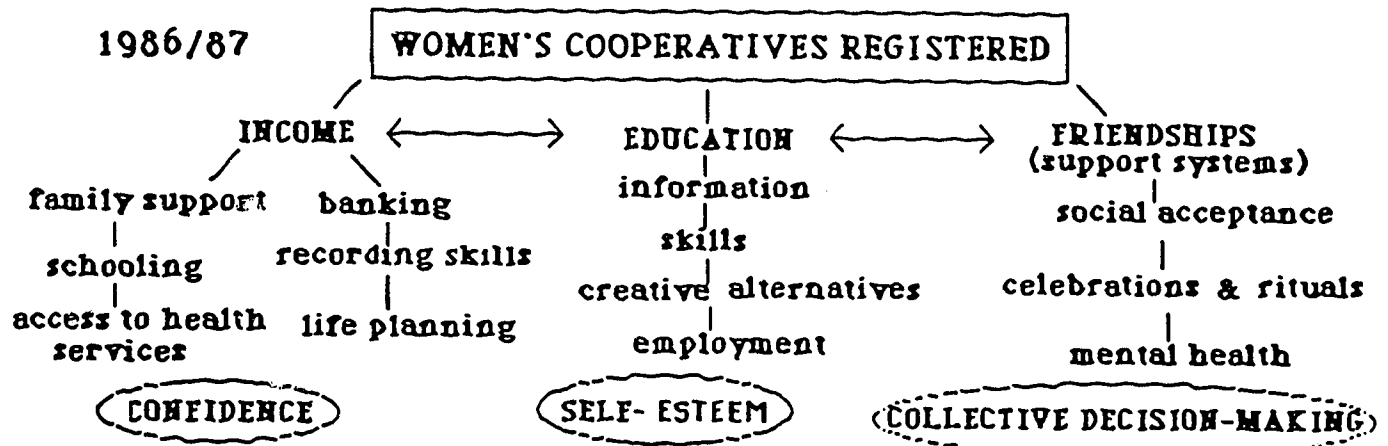 1986/87
WOMEN'S COOPERATIVES REGISTERED
INCOME
EDUCATION
FRIENDSHIPS
(support systems)
family support
banking
information
social acceptance
schooling
recording skills
skills
celebrations & rituals
access to health
services
life planning
creative alternatives
employment
mental health
CONFIDENCE
SELF- ESTEEM
COLLECTIVE DECISION-MAKING